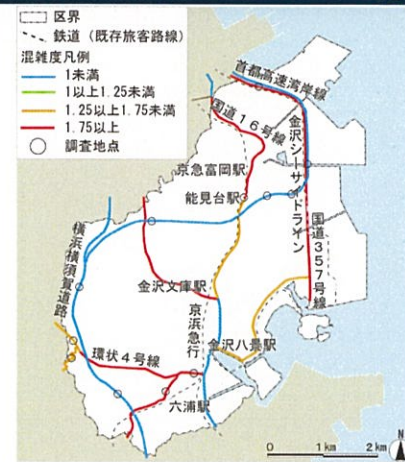 区界
鉄道（既存旅客路線）
混雑度凡例
1未満
1以上1.25未満
1.25以上1.75未満
1.75以上
調査地点
首都高速湾岸線
国道16号線
金沢シーサイドライン
京急富岡駅
能見台駅
国道357号線
横浜横須賀道路
金沢文庫駅
京浜急行
金沢八景駅
環状4号線
六浦駅
0 1km 2 km
N